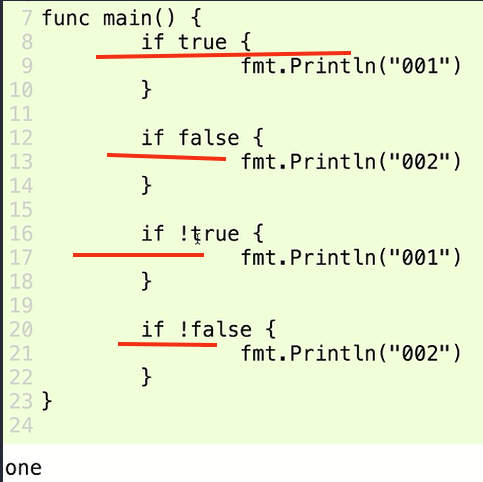 7 func main() {
8 if true {
9 fmt.Println("001")
10 }
11
12 if false {
13 fmt.Println("002")
14 }
15
16 if !true {
17 fmt.Println("001")
18 }
19
20 if !false {
21 fmt.Println("002")
22 }
23 }
24
one